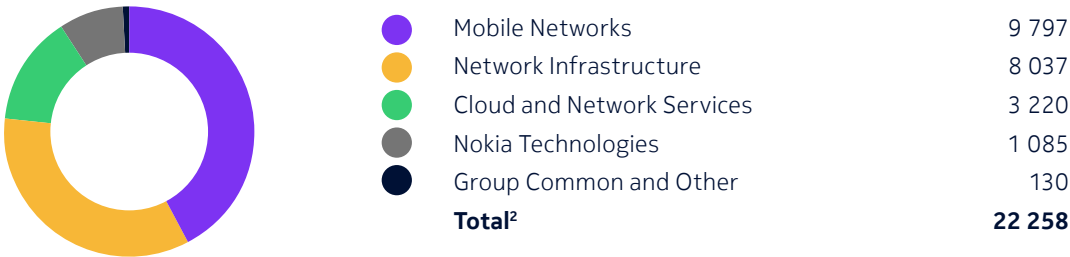 Mobile Networks 9 797
Network Infrastructure 8 037
Cloud and Network Services 3 220
Nokia Technologies 1 085
Group Common and Other 130
Total² 22 258